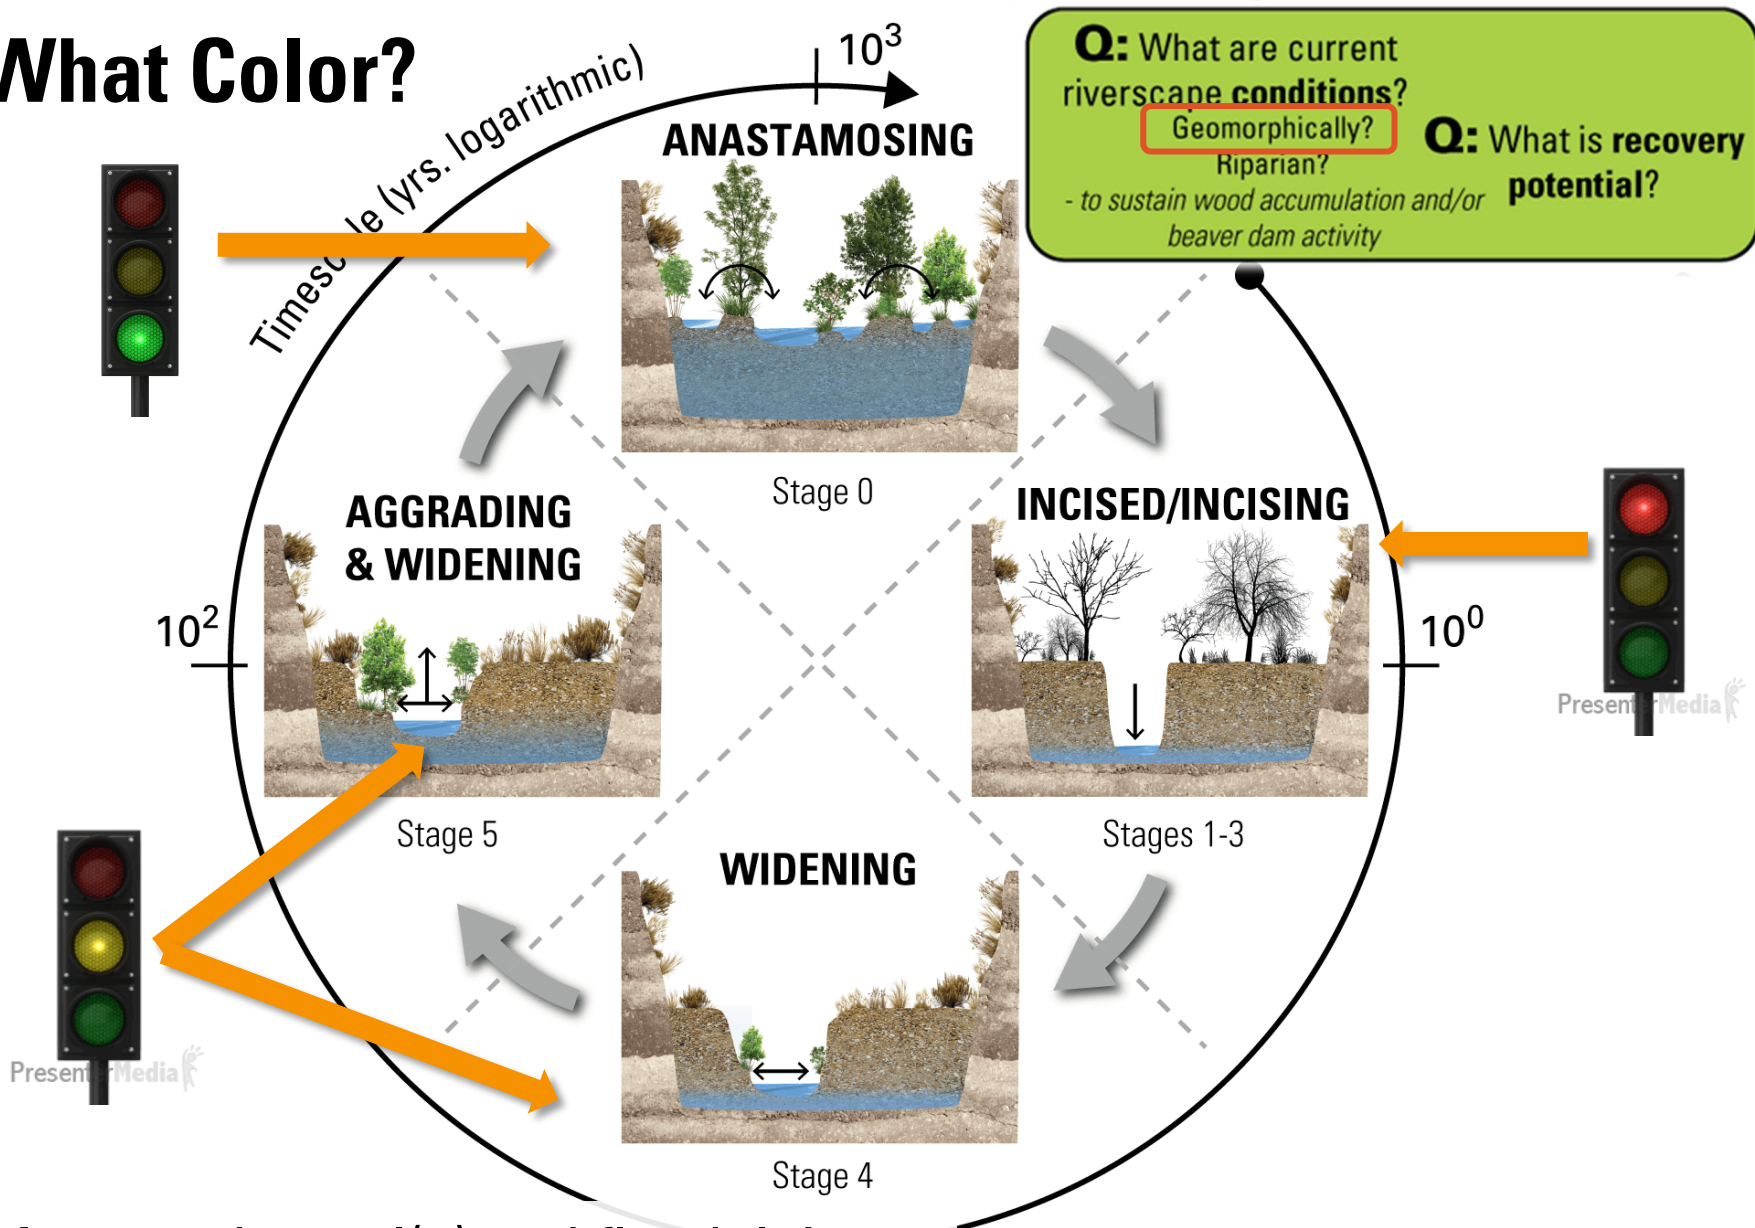 What Color?
Timescale (yrs. logarithmic)
10³
Q: What are current
riverscape conditions?
Geomorphically?
Riparian?
- to sustain wood accumulation and/or
beaver dam activity
Q: What is recovery
potential?
ANASTAMOSING
Stage 0
AGGRADING
& WIDENING
INCISED/INCISING
10²
10⁰
PresenterMedia
Stage 5
Stages 1-3
WIDENING
PresenterMedia
Stage 4